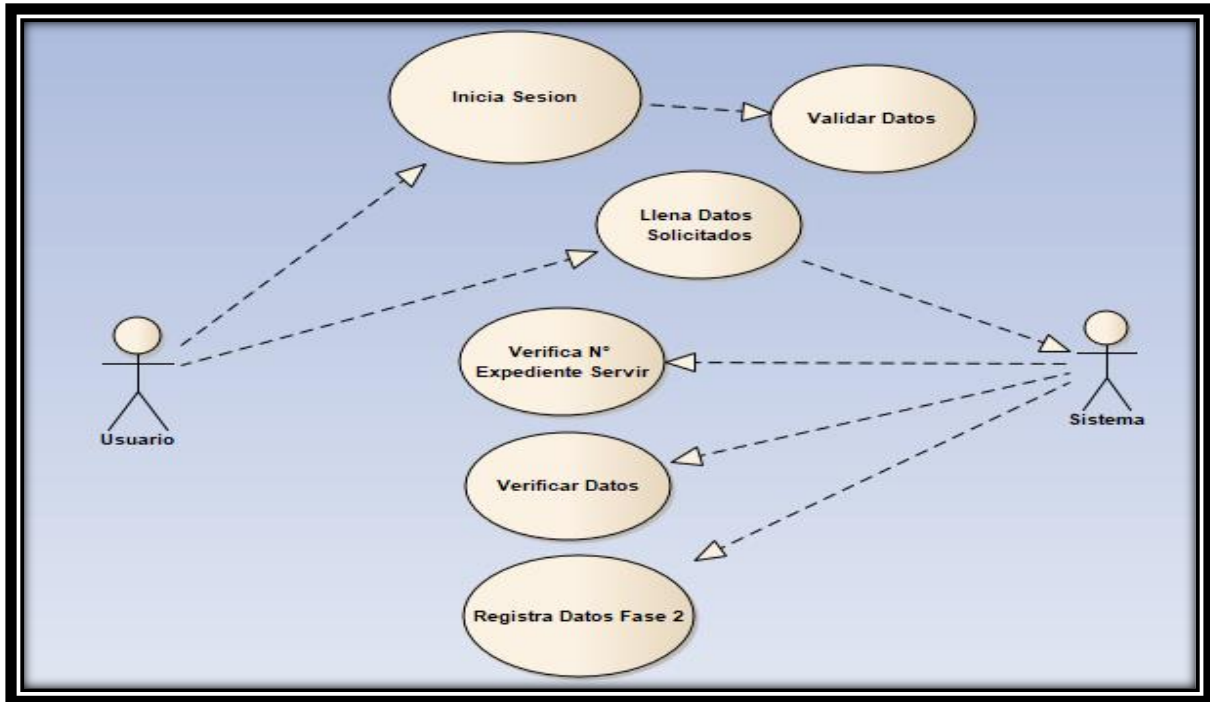 Inicia Sesion
Validar Datos
Llena Datos
Solicitados
Verifica N°
Expediente Servir
Usuario
Sistema
Verificar Datos
Registra Datos Fase 2